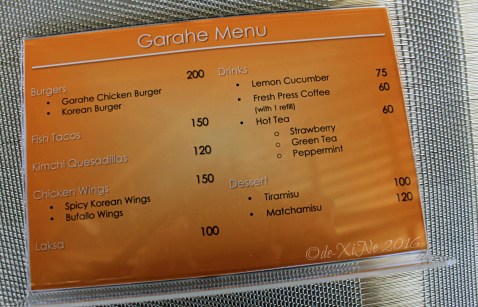 Garahe Menu
Burgers 200
• Garahe Chicken Burger
• Korean Burger
Fish Tacos 150
Kimchi Quesadillas 120
Chicken Wings 150
• Spicy Korean Wings
• Buffalo Wings
Laksa 100
Drinks
• Lemon Cucumber 75
• Fresh Press Coffee 60
(with 1 refill)
• Hot Tea 60
o Strawberry
o Green Tea
o Peppermint
Dessert
• Tiramisu 100
• Matchamisu 120
©de-XiNe 2016